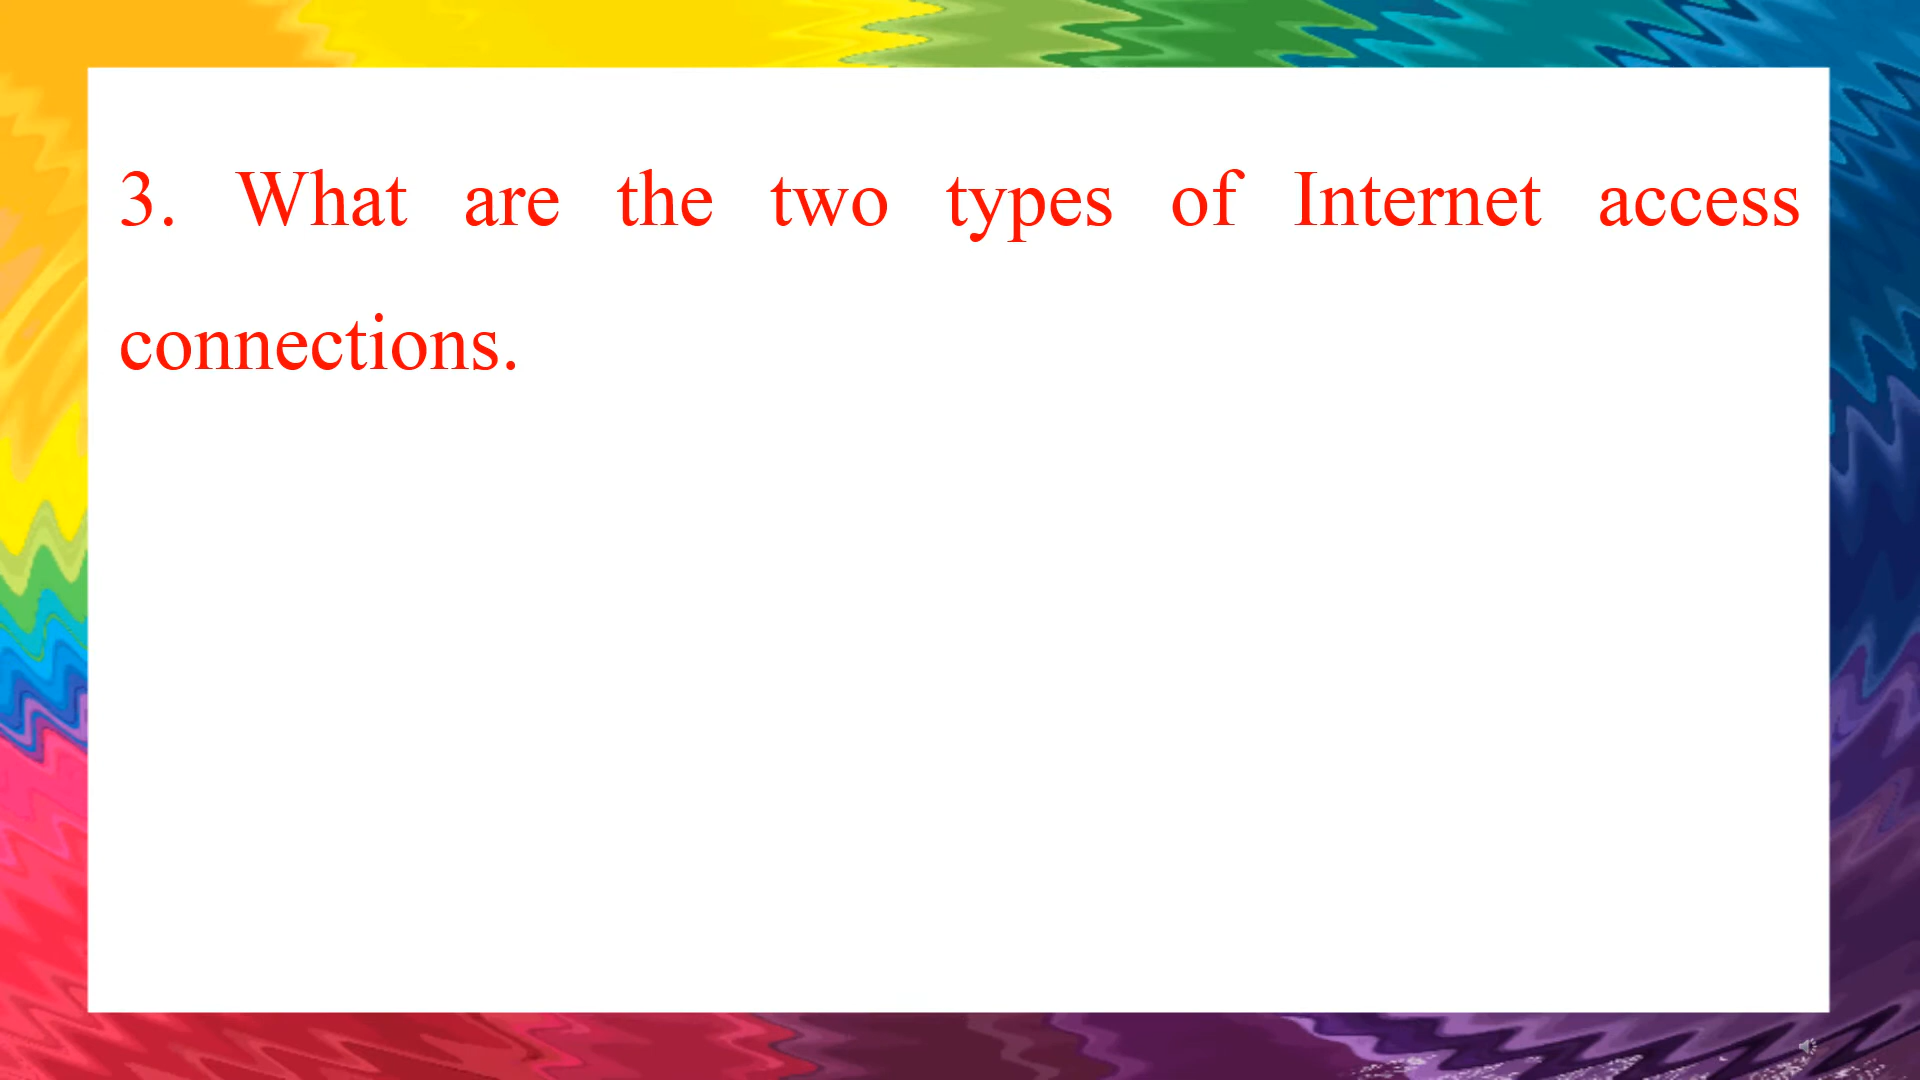 3. What are the two types of Internet access
connections.